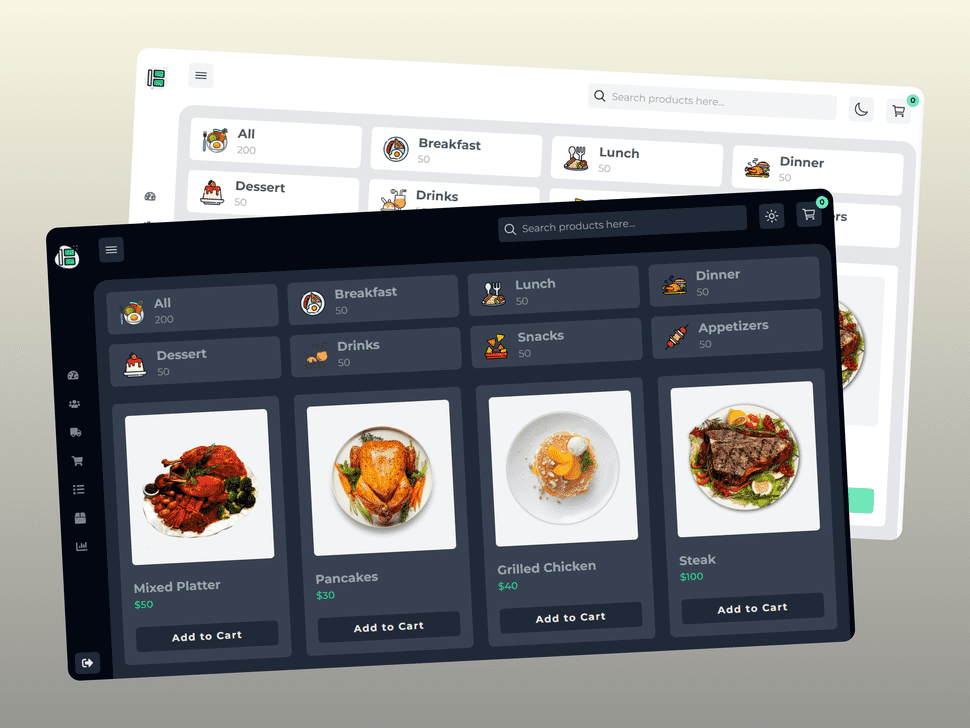 Search products here...
0
All
200
Breakfast
50
Lunch
50
Dinner
50
Dessert
50
Drinks
rs
Search products here...
0
All
200
Breakfast
50
Lunch
50
Dinner
50
Dessert
50
Drinks
50
Snacks
50
Appetizers
50
Mixed Platter
$50
Add to Cart
Pancakes
$30
Add to Cart
Grilled Chicken
$40
Add to Cart
Steak
$100
Add to Cart